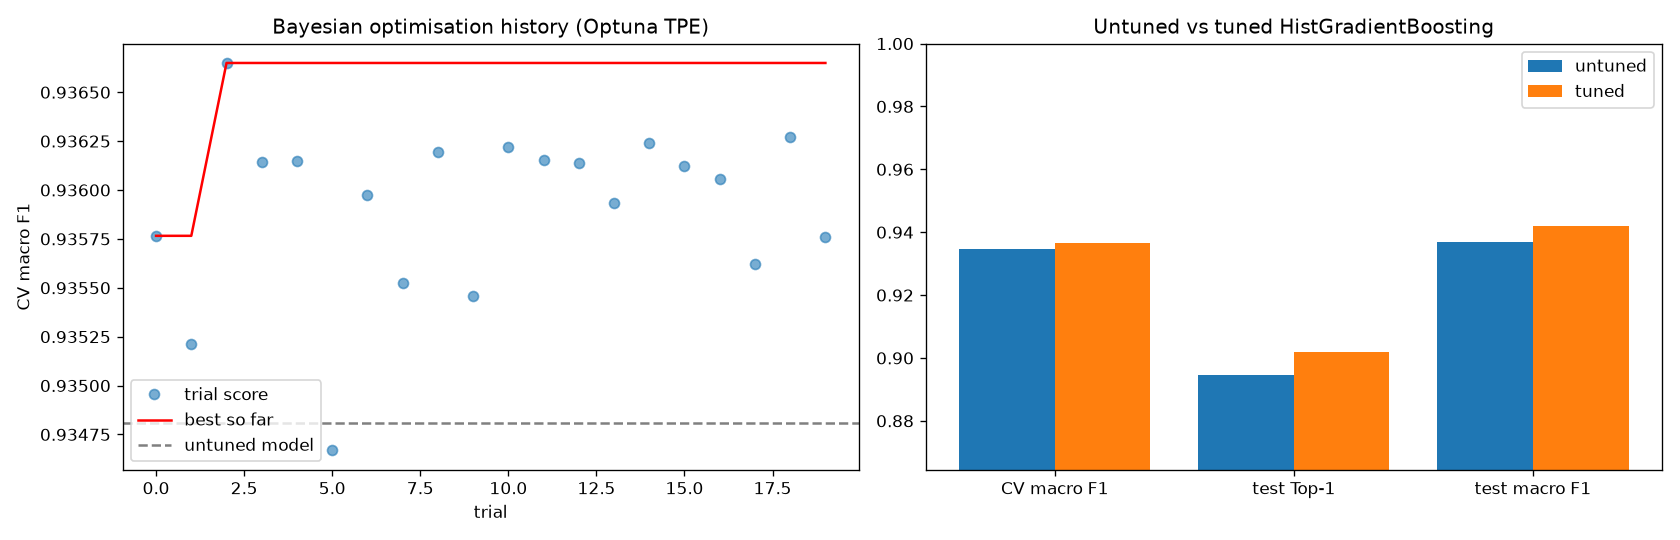 Bayesian optimisation history (Optuna TPE)
CV macro F1
0.93650
0.93625
0.93600
0.93575
0.93550
0.93525
0.93500
0.93475
trial score
best so far
untuned model
0.0 2.5 5.0 7.5 10.0 12.5 15.0 17.5
trial
Untuned vs tuned HistGradientBoosting
1.00
0.98
0.96
0.94
0.92
0.90
0.88
untuned
tuned
CV macro F1 test Top-1 test macro F1